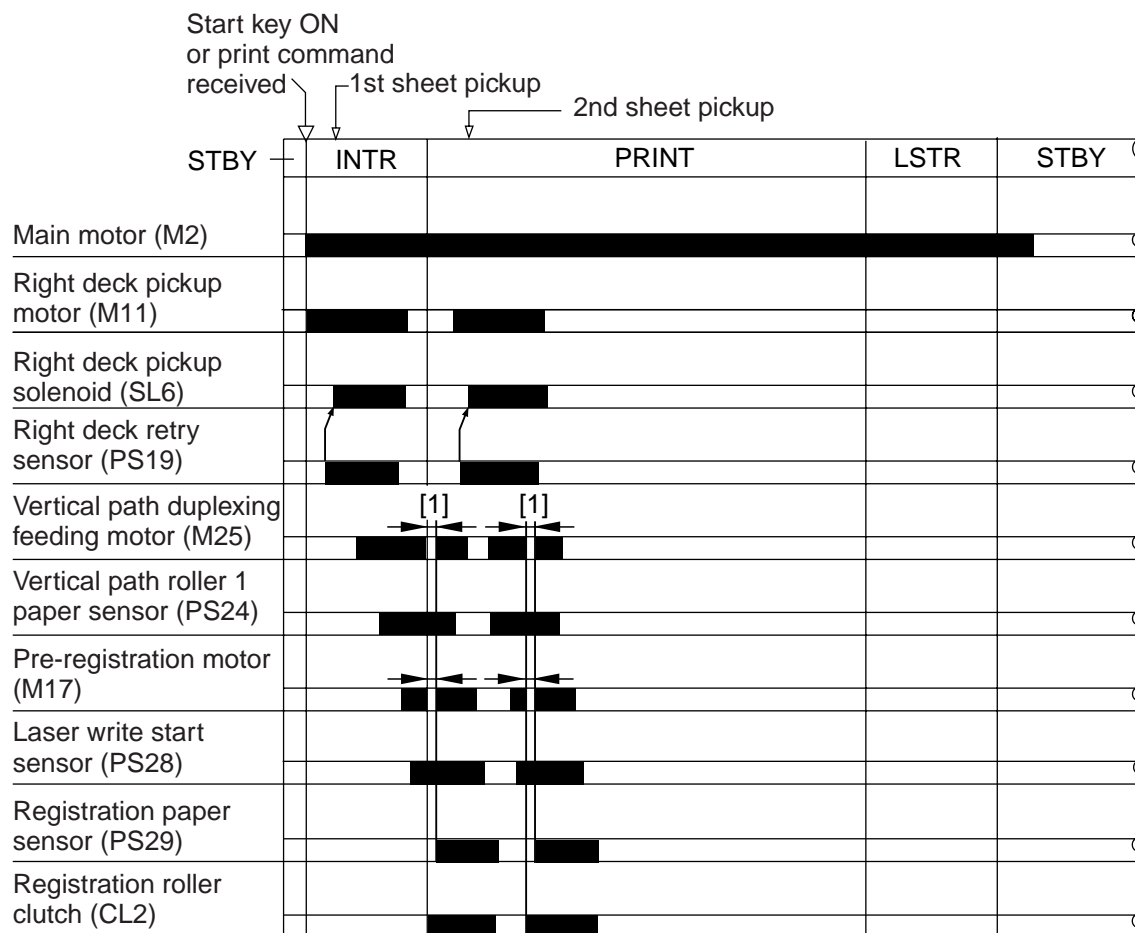 Start key ON
or print command
received
1st sheet pickup
2nd sheet pickup
STBY
INTR
PRINT
LSTR
STBY
Main motor (M2)
Right deck pickup
motor (M11)
Right deck pickup
solenoid (SL6)
Right deck retry
sensor (PS19)
Vertical path duplexing
feeding motor (M25)
[1]
[1]
Vertical path roller 1
paper sensor (PS24)
Pre-registration motor
(M17)
Laser write start
sensor (PS28)
Registration paper
sensor (PS29)
Registration roller
clutch (CL2)